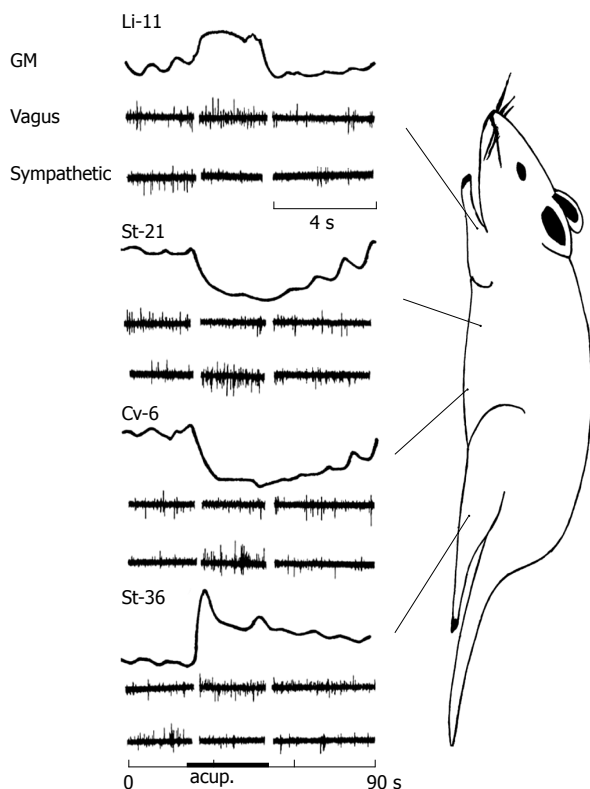 Li-11
GM
Vagus
Sympathetic
4 s
St-21
Cv-6
St-36
0
acup.
90 s